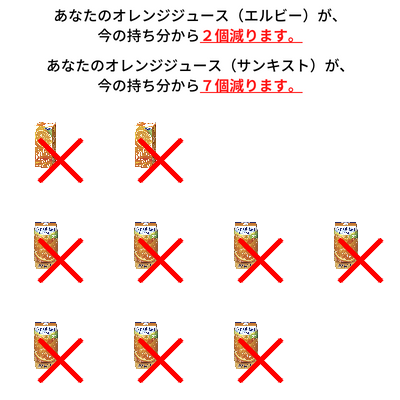 あなたのオレンジジュース（エルビー）が、
今の持ち分から２個減ります。
あなたのオレンジジュース（サンキスト）が、
今の持ち分から７個減ります。